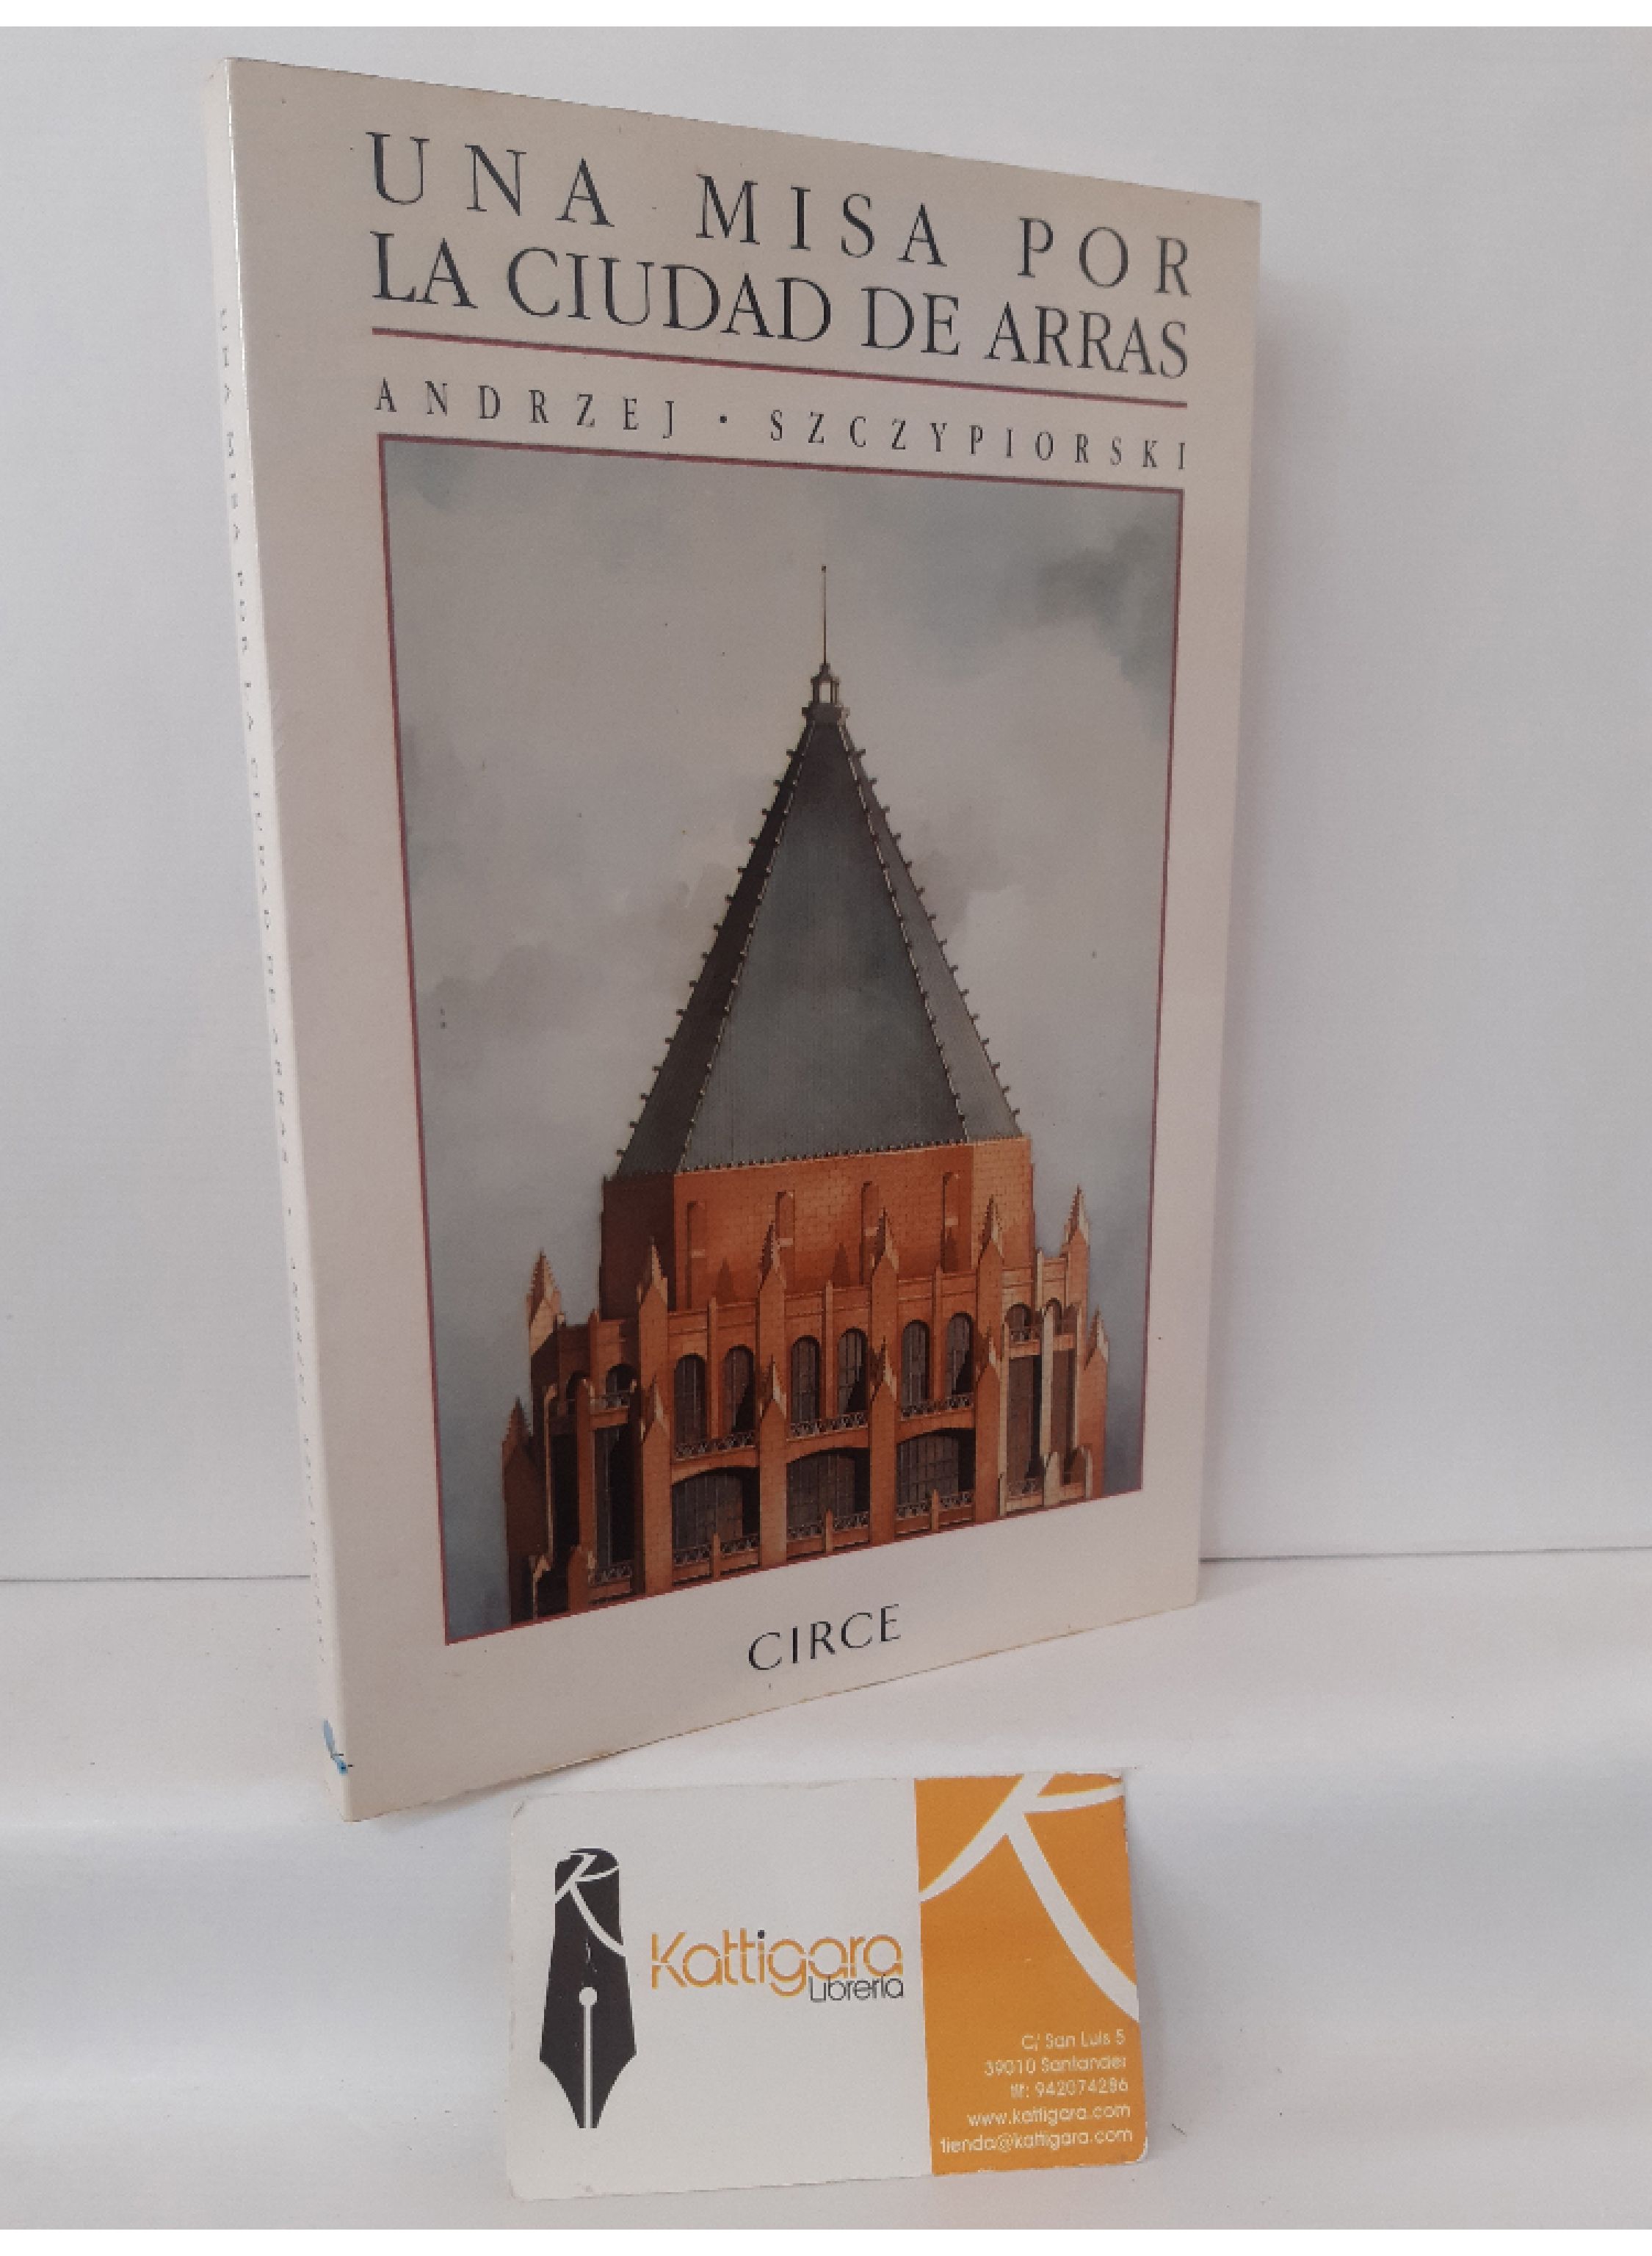 UNA MISA POR
LA CIUDAD DE ARRAS
ANDRZEJ · SZCZYPIORSKI
CIRCE
UNA MISA POR LA CIUDAD DE ARRAS · ANDRZEJ SZCZYPIORSKI
Kattigara
Librería
C/ San Luis 5
39010 Santander
tlf: 942074286
www.kattigara.com
tienda@kattigara.com